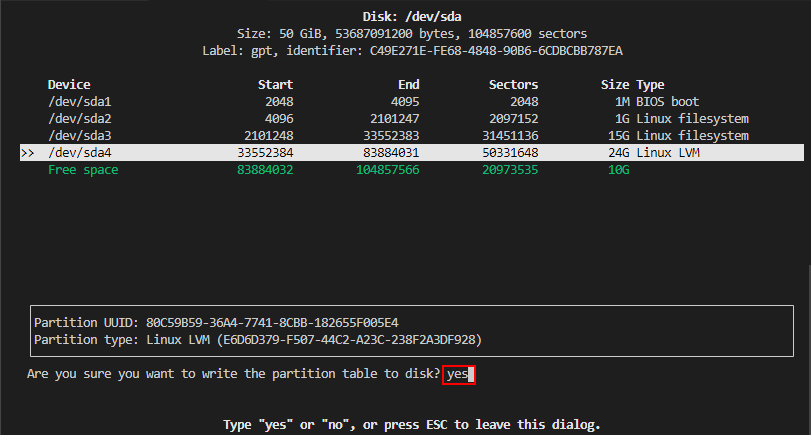 Disk: /dev/sda
Size: 50 GiB, 53687091200 bytes, 104857600 sectors
Label: gpt, identifier: C49E271E-FE68-4848-90B6-6CDBCBB787EA
Device Start End Sectors Size Type
/dev/sda1 2048 4095 2048 1M BIOS boot
/dev/sda2 4096 2101247 2097152 1G Linux filesystem
/dev/sda3 2101248 33552383 31451136 15G Linux filesystem
>> /dev/sda4 33552384 83884031 50331648 24G Linux LVM
Free space 83884032 104857566 20973535 10G
Partition UUID: 80C59B59-36A4-7741-8CBB-182655F005E4
Partition type: Linux LVM (E6D6D379-F507-44C2-A23C-238F2A3DF928)
Are you sure you want to write the partition table to disk? yes
Type "yes" or "no", or press ESC to leave this dialog.